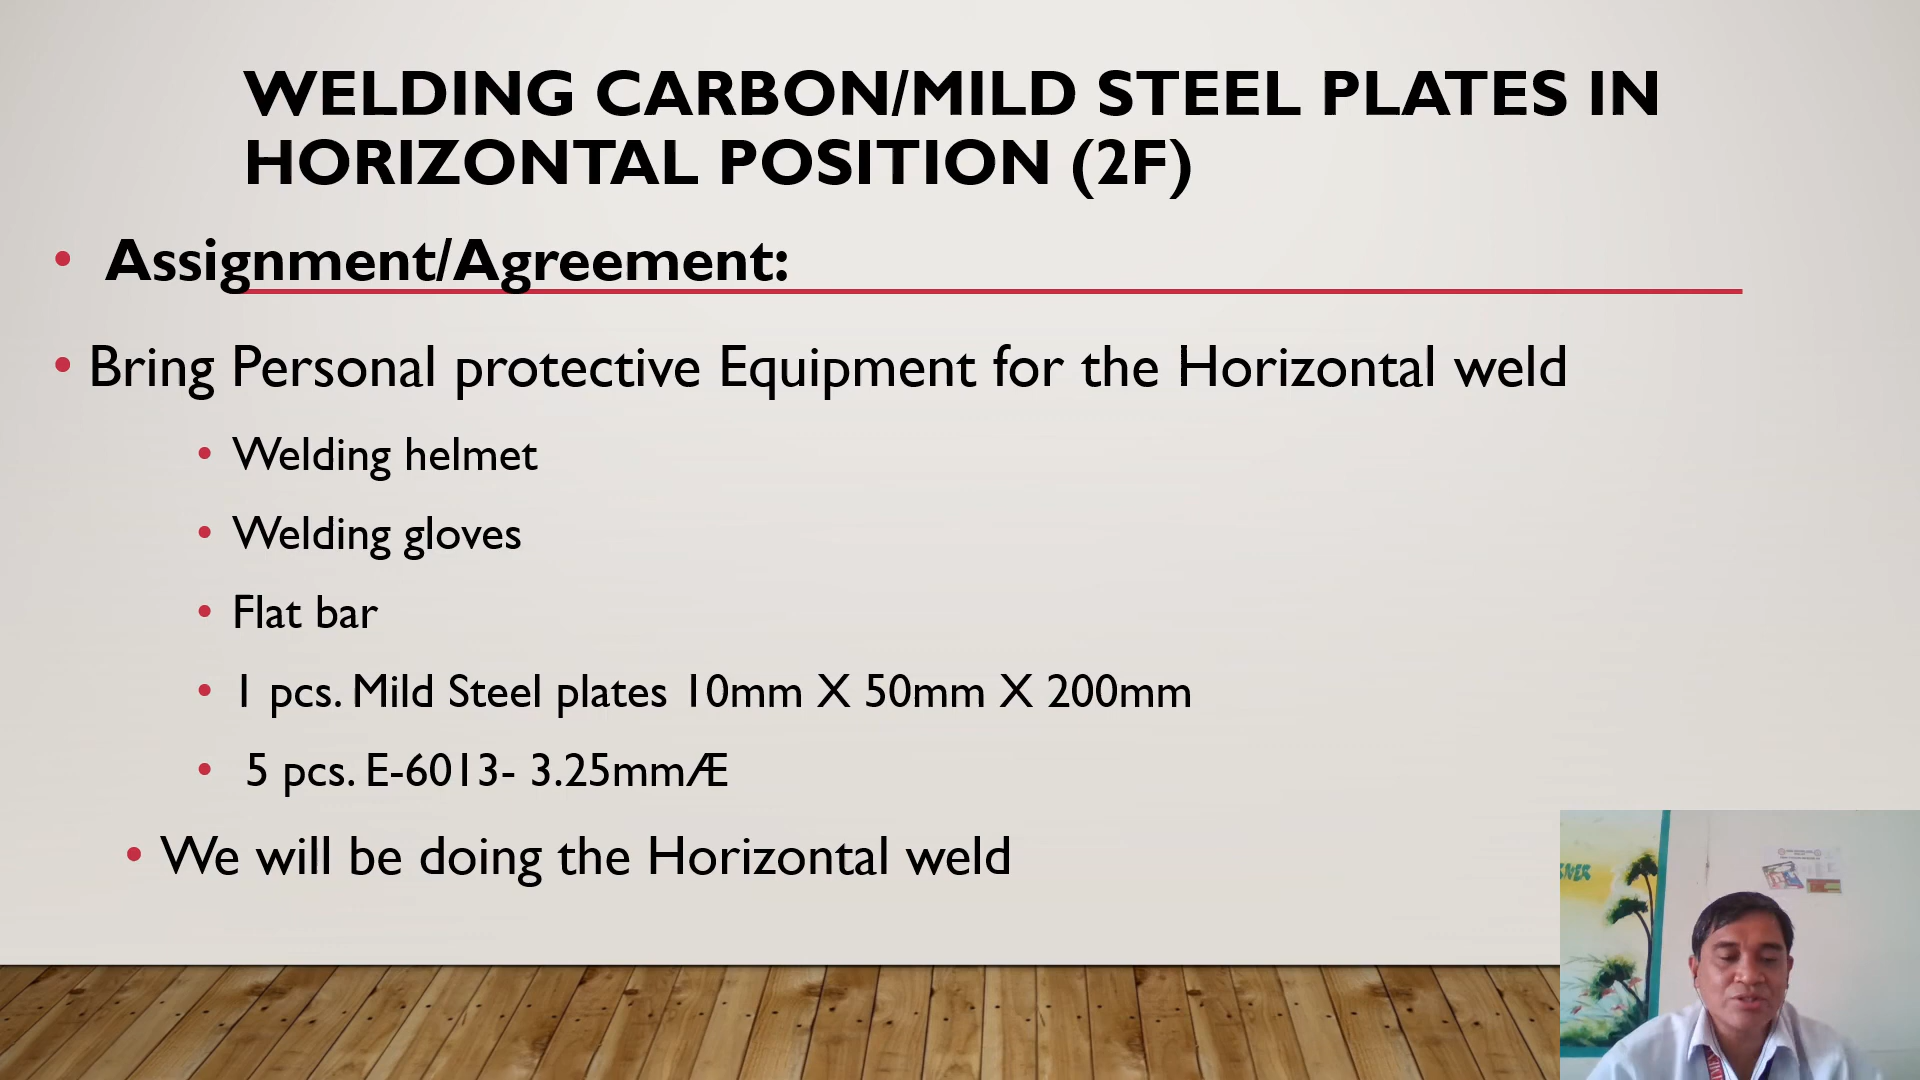 WELDING CARBON/MILD STEEL PLATES IN
HORIZONTAL POSITION (2F)
• Assignment/Agreement:
• Bring Personal protective Equipment for the Horizontal weld
• Welding helmet
• Welding gloves
• Flat bar
• 1 pcs. Mild Steel plates 10mm X 50mm X 200mm
• 5 pcs. E-6013- 3.25mmÆ
• We will be doing the Horizontal weld